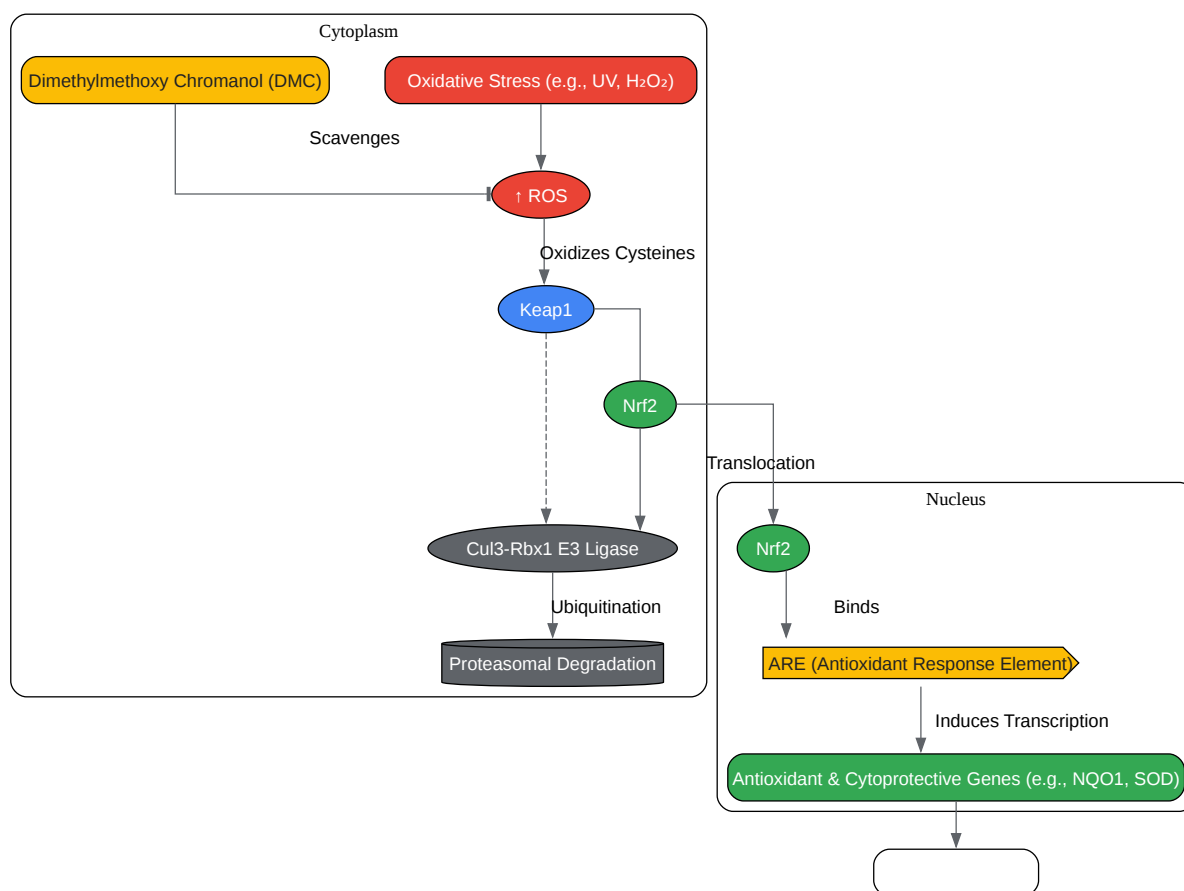 Cytoplasm
Dimethylmethoxy Chromanol (DMC)
Oxidative Stress (e.g., UV, H₂O₂)
Scavenges
↑ ROS
Oxidizes Cysteines
Keap1
Nrf2
Translocation
Nucleus
Cul3-Rbx1 E3 Ligase
Nrf2
Ubiquitination
Binds
Proteasomal Degradation
ARE (Antioxidant Response Element)
Induces Transcription
Antioxidant & Cytoprotective Genes (e.g., NQO1, SOD)